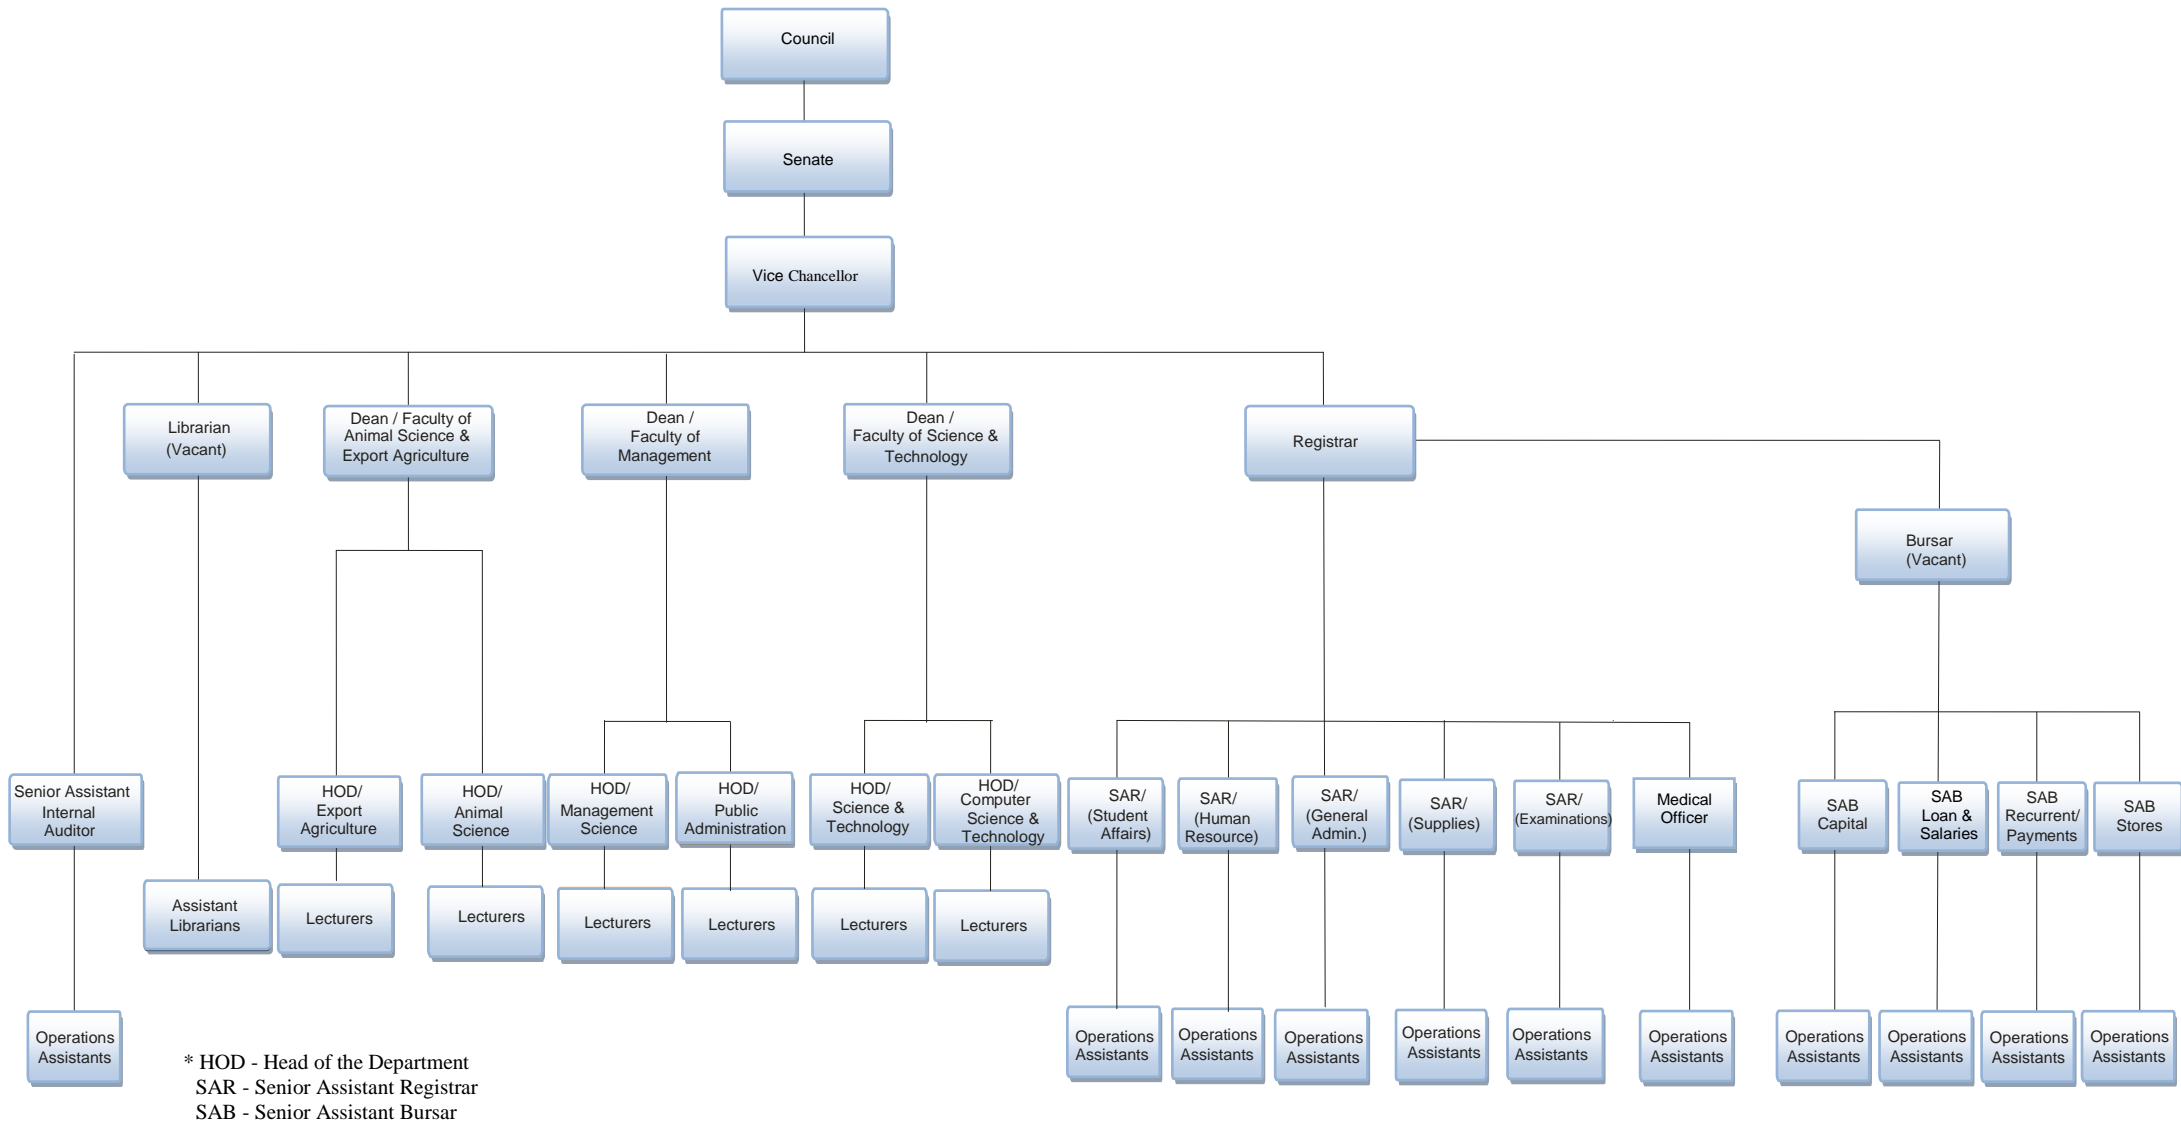 Council
Senate
Vice Chancellor
Librarian
(Vacant)
Dean / Faculty of
Animal Science &
Export Agriculture
Dean /
Faculty of
Management
Dean /
Faculty of Science &
Technology
Registrar
Bursar
(Vacant)
Senior Assistant
Internal
Auditor
HOD/
Export
Agriculture
HOD/
Animal
Science
HOD/
Management
Science
HOD/
Public
Administration
HOD/
Science &
Technology
HOD/
Computer
Science &
Technology
SAR/
(Student
Affairs)
SAR/
(Human
Resource)
SAR/
(General
Admin.)
SAR/
(Supplies)
SAR/
(Examinations)
Medical
Officer
SAB
Capital
SAB
Loan &
Salaries
SAB
Recurrent/
Payments
SAB
Stores
Assistant
Librarians
Lecturers
Lecturers
Lecturers
Lecturers
Lecturers
Lecturers
Operations
Assistants
Operations
Assistants
Operations
Assistants
Operations
Assistants
Operations
Assistants
Operations
Assistants
Operations
Assistants
Operations
Assistants
Operations
Assistants
Operations
Assistants
Operations
Assistants
* HOD - Head of the Department
SAR - Senior Assistant Registrar
SAB - Senior Assistant Bursar